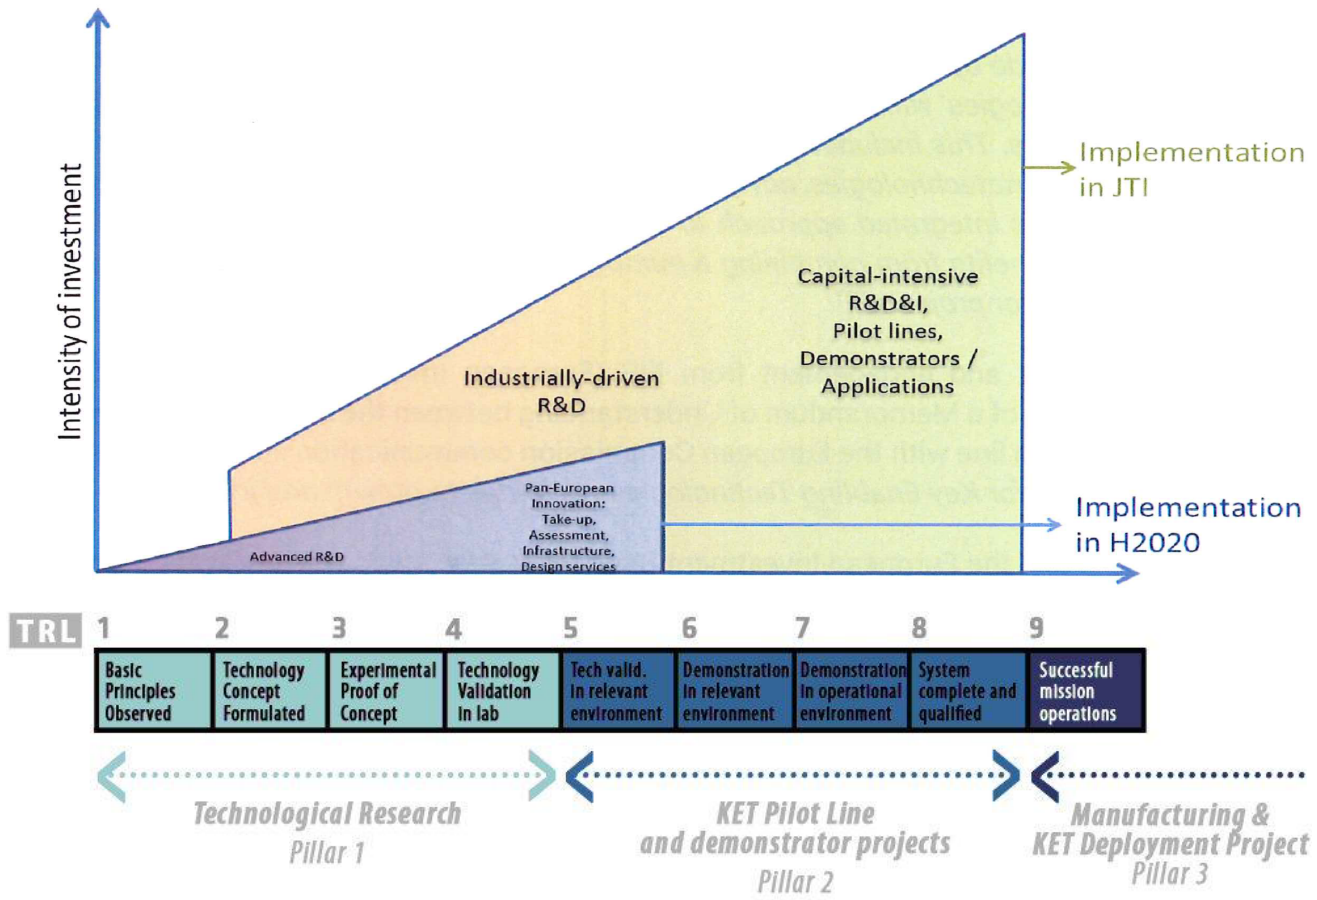 Intensity of investment
Implementation
in JTI
Capital-intensive
R&D&I,
Pilot lines,
Demonstrators /
Applications
Industrially-driven
R&D
Pan-European
Innovation:
Take-up,
Assessment,
Infrastructure,
Design services
Advanced R&D
Implementation
in H2020
TRL 1 2 3 4 5 6 7 8 9
Basic
Principles
Observed
Technology
Concept
Formulated
Experimental
Proof of
Concept
Technology
Validation
in lab
Tech valid.
in relevant
environment
Demonstration
in relevant
environment
Demonstration
in operational
environment
System
complete and
qualified
Successful
mission
operations
Technological Research
Pillar 1
KET Pilot Line
and demonstrator projects
Pillar 2
Manufacturing &
KET Deployment Project
Pillar 3